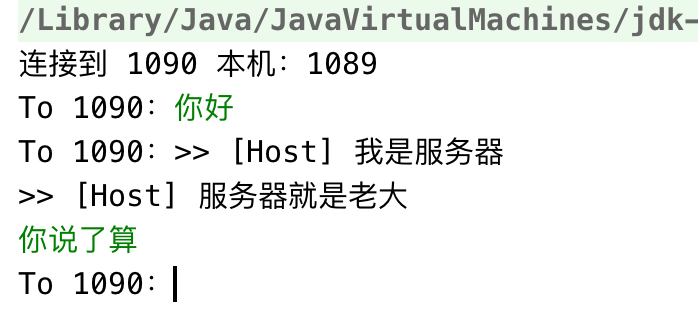 /Library/Java/JavaVirtualMachines/jdk-
连接到 1090 本机：1089
To 1090：你好
To 1090：>> [Host] 我是服务器
>> [Host] 服务器就是老大
你说了算
To 1090：